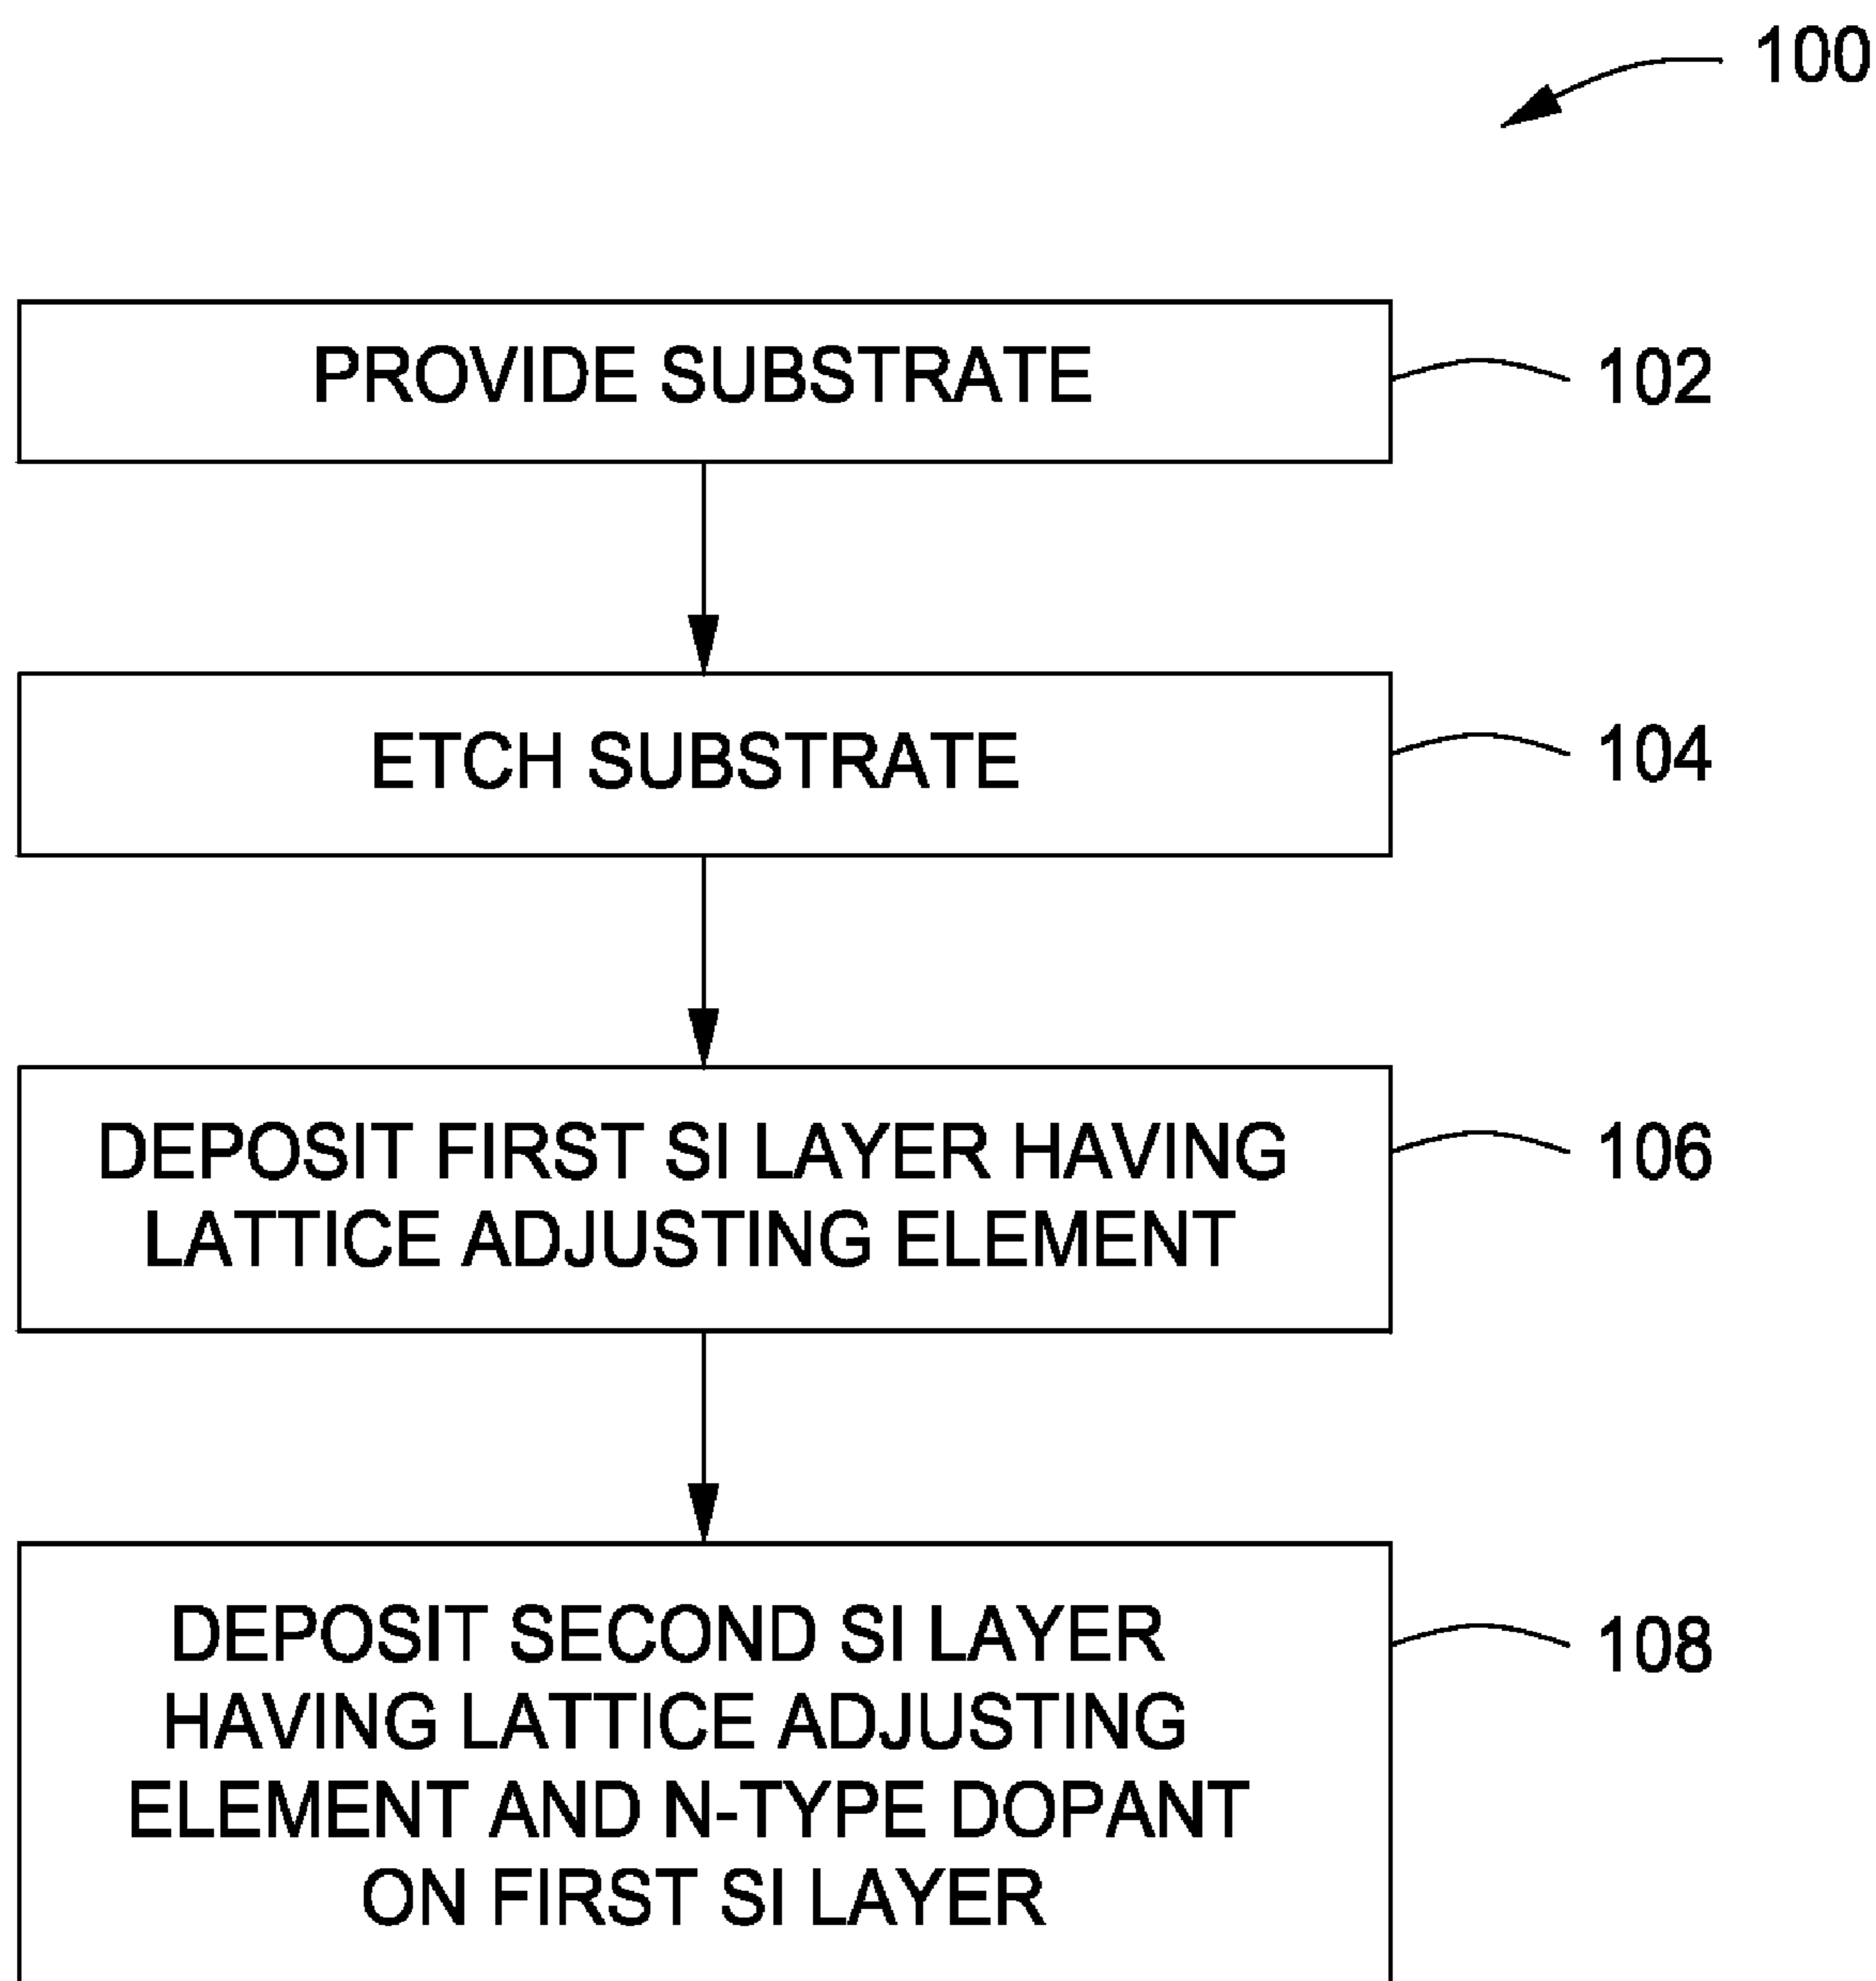 100
PROVIDE SUBSTRATE
102
ETCH SUBSTRATE
104
DEPOSIT FIRST SI LAYER HAVING
LATTICE ADJUSTING ELEMENT
106
DEPOSIT SECOND SI LAYER
HAVING LATTICE ADJUSTING
ELEMENT AND N-TYPE DOPANT
ON FIRST SI LAYER
108